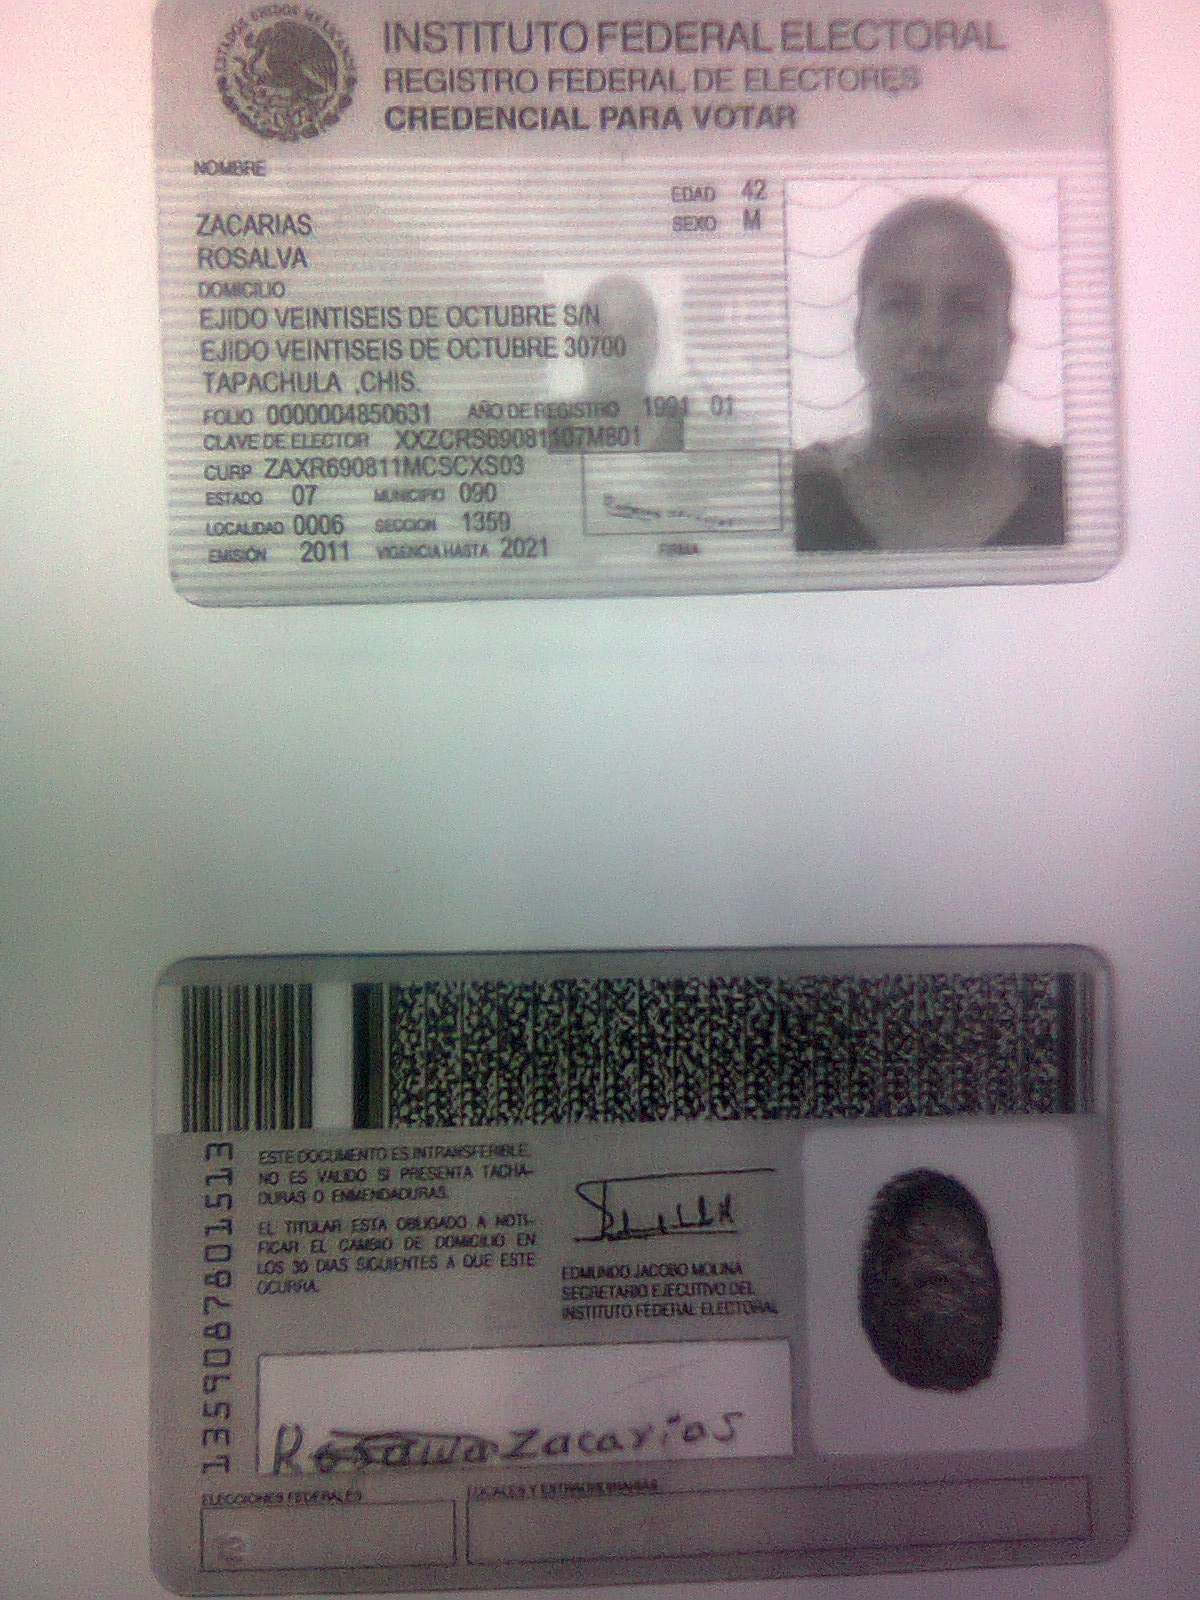 ESTADOS UNIDOS MEXICANOS
INSTITUTO FEDERAL ELECTORAL
REGISTRO FEDERAL DE ELECTORES
CREDENCIAL PARA VOTAR
NOMBRE
EDAD 42
SEXO M
ZACARIAS
ROSALVA
DOMICILIO
EJIDO VEINTISEIS DE OCTUBRE S/N
EJIDO VEINTISEIS DE OCTUBRE 30700
TAPACHULA ,CHIS.
FOLIO 0000004850631 AÑO DE REGISTRO 1991 01
CLAVE DE ELECTOR XXZCRS69081107M801
CURP ZAXR690811MCSCXS03
ESTADO 07 MUNICIPIO 090
LOCALIDAD 0006 SECCION 1359
EMISIÓN 2011 VIGENCIA HASTA 2021
FIRMA
1359087801513
ESTE DOCUMENTO ES INTRANSFERIBLE.
NO ES VALIDO SI PRESENTA TACHA-
DURAS O ENMENDADURAS.
EL TITULAR ESTA OBLIGADO A NOTI-
FICAR EL CAMBIO DE DOMICILIO EN
LOS 30 DIAS SIGUIENTES A QUE ESTE
OCURRA.
EDMUNDO JACOBO MOLINA
SECRETARIO EJECUTIVO DEL
INSTITUTO FEDERAL ELECTORAL
Zacarias
ELECCIONES FEDERALES
LOCALES Y EXTRAORDINARIAS